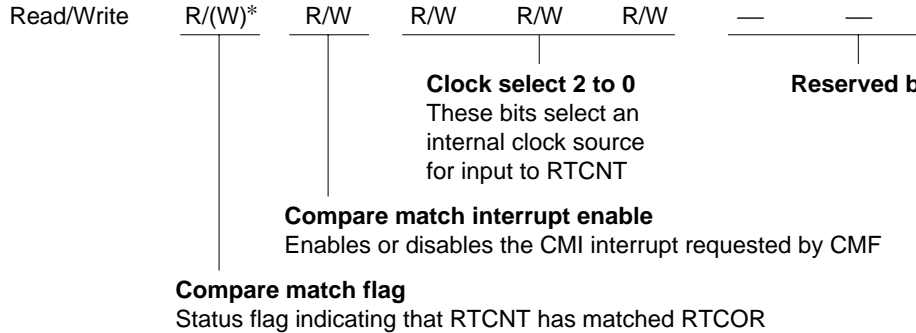 Read/Write R/(W)* R/W R/W R/W R/W — —
Clock select 2 to 0
These bits select an
internal clock source
for input to RTCNT
Reserved
Compare match interrupt enable
Enables or disables the CMI interrupt requested by CMF
Compare match flag
Status flag indicating that RTCNT has matched RTCOR